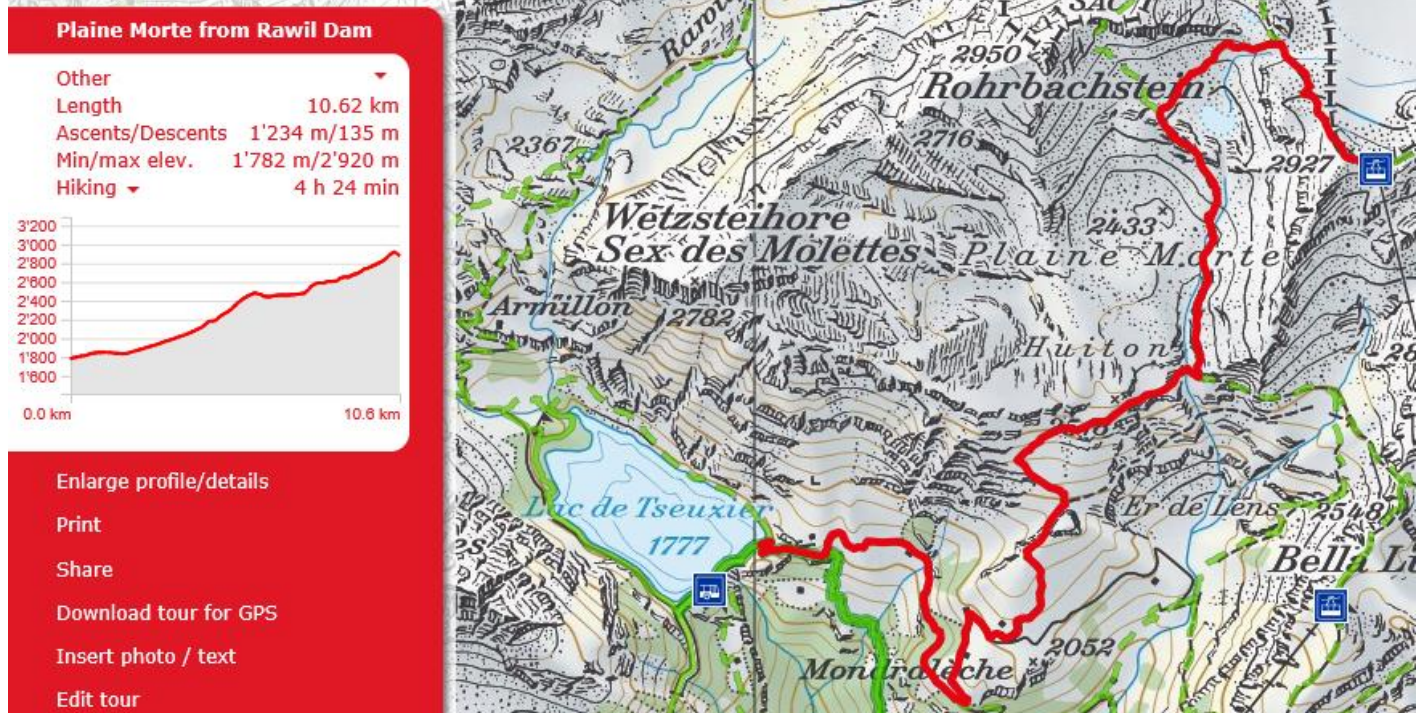 Plaine Morte from Rawil Dam
Other
Length 10.62 km
Ascents/Descents 1'234 m/135 m
Min/max elev. 1'782 m/2'920 m
Hiking 4 h 24 min
3'200
3'000
2'800
2'600
2'400
2'200
2'000
1'800
1'600
0.0 km 10.6 km
Enlarge profile/details
Print
Share
Download tour for GPS
Insert photo / text
Edit tour
SAC
2950
Rohrbachstein
2367
2716
2927
Wetzsteihore
Sex des Molettes
2433
Plaine Morte
Armillon
2782
Huiton
28
Er de Lens
2548
Lac de Tseuzier
1777
Bella Lu
2052
Mondralèche